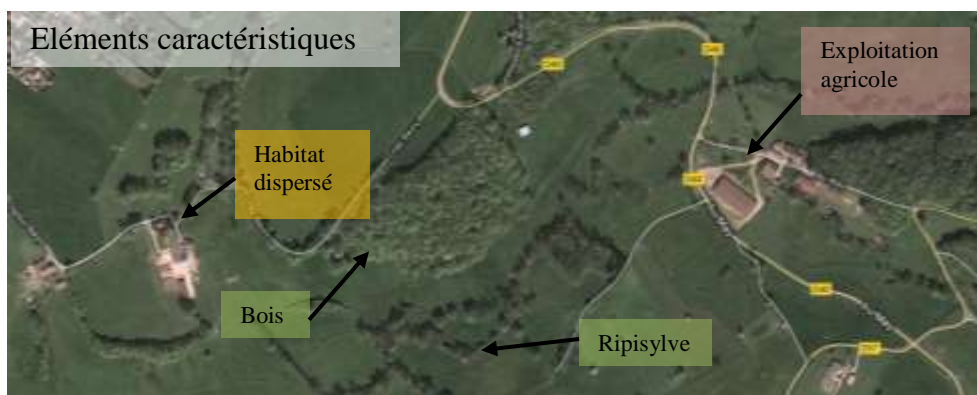 Eléments caractéristiques
Exploitation
agricole
Habitat
dispersé
Bois
Ripisylve